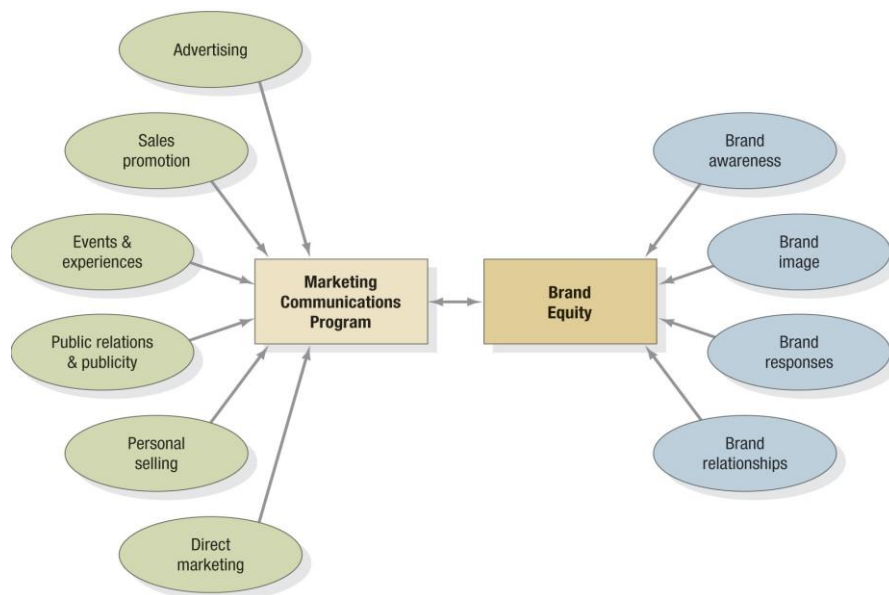 Advertising
Sales
promotion
Events &
experiences
Public relations
& publicity
Personal
selling
Direct
marketing
Marketing
Communications
Program
Brand
Equity
Brand
awareness
Brand
image
Brand
responses
Brand
relationships